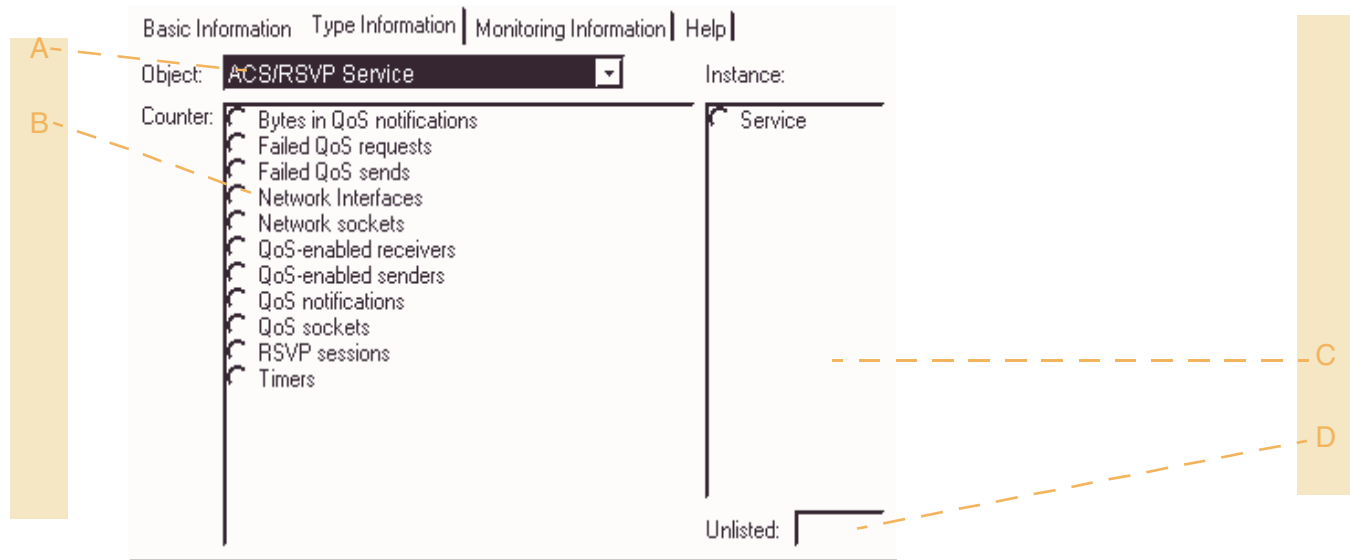 Basic Information Type Information Monitoring Information Help
A
Object: ACS/RSVP Service Instance:
B
Counter: Bytes in QoS notifications Service
Failed QoS requests
Failed QoS sends
Network Interfaces
Network sockets
QoS-enabled receivers
QoS-enabled senders
QoS notifications
QoS sockets
RSVP sessions
Timers
C
D
Unlisted: